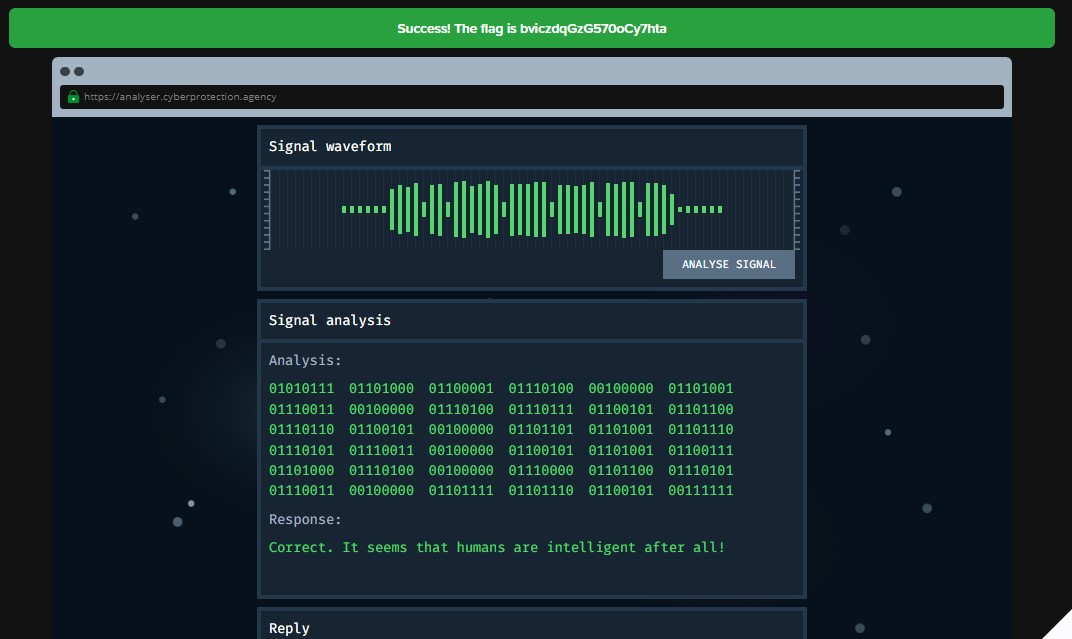 Success! The flag is bviczdqGzG570oCy7hta
https://analyser.cyberprotection.agency
Signal waveform
ANALYSE SIGNAL
Signal analysis
Analysis:
01010111 01101000 01100001 01110100 00100000 01101001
01110011 00100000 01110100 01110111 01100101 01101100
01110110 01100101 00100000 01101101 01101001 01101110
01110101 01110011 00100000 01100101 01101001 01100111
01101000 01110100 00100000 01110000 01101100 01110101
01110011 00100000 01101111 01101110 01100101 00111111
Response:
Correct. It seems that humans are intelligent after all!
Reply